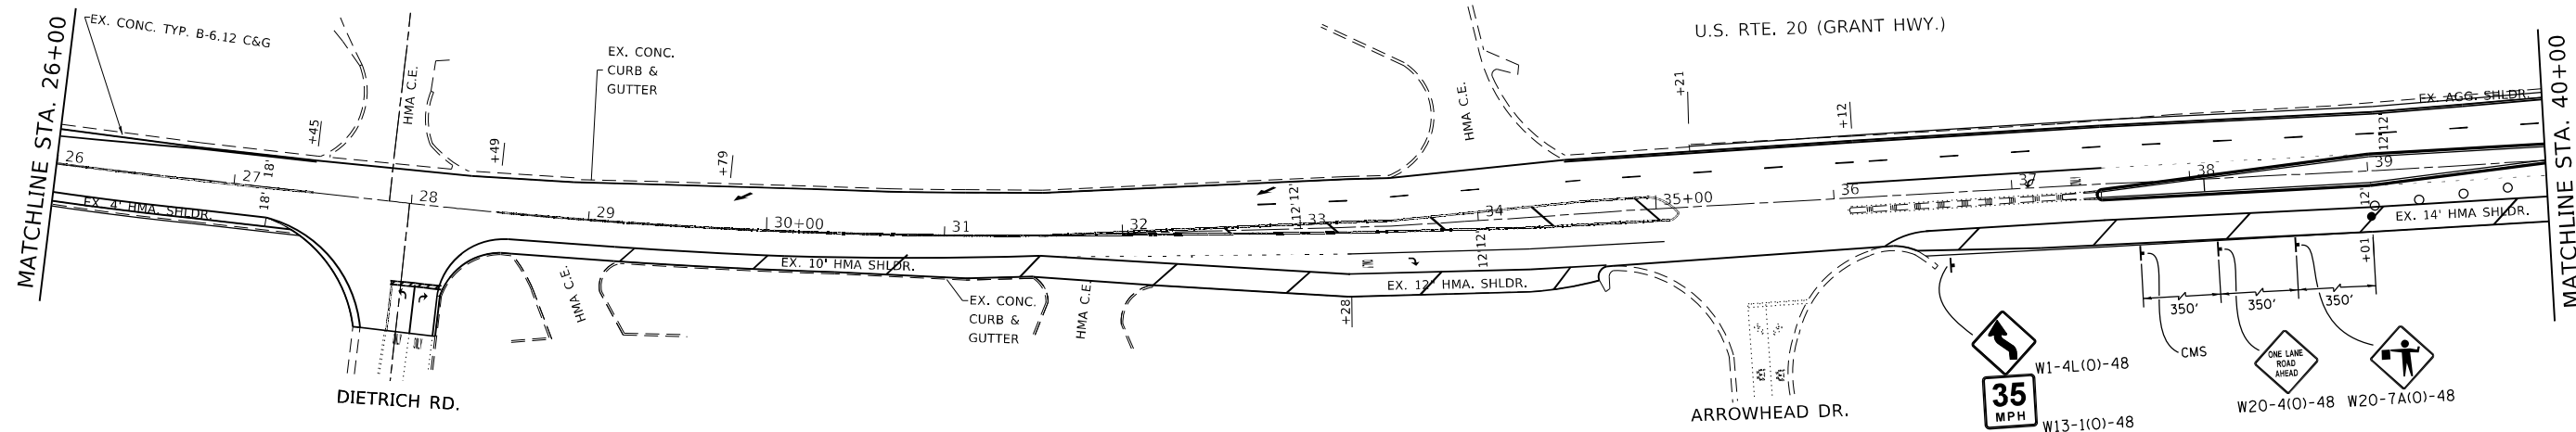 MATCHLINE STA. 26+00
EX. CONC. TYP. B-6.12 C&G
HMA C.E.
EX. CONC.
CURB &
GUTTER
HMA C.E.
U.S. RTE. 20 (GRANT HWY.)
MATCHLINE STA. 40+00
+45
+49
+79
+21
+12
EX. AGG. SHLDR.
26
27
18'
18'
28
29
30+00
31
32
33
34
35+00
36
37
38
39
12'
12'
12'
12'
12'
12'
12'
EX. 4' HMA. SHLDR.
EX. 10' HMA SHLDR.
EX. 12' HMA. SHLDR.
EX. 14' HMA SHLDR.
HMA C.E.
EX. CONC.
CURB &
GUTTER
HMA C.E.
+28
+01
350'
350'
350'
CMS
ONE LANE
ROAD
AHEAD
W1-4L(O)-48
35
MPH
W13-1(O)-48
W20-4(O)-48
W20-7A(O)-48
DIETRICH RD.
ARROWHEAD DR.